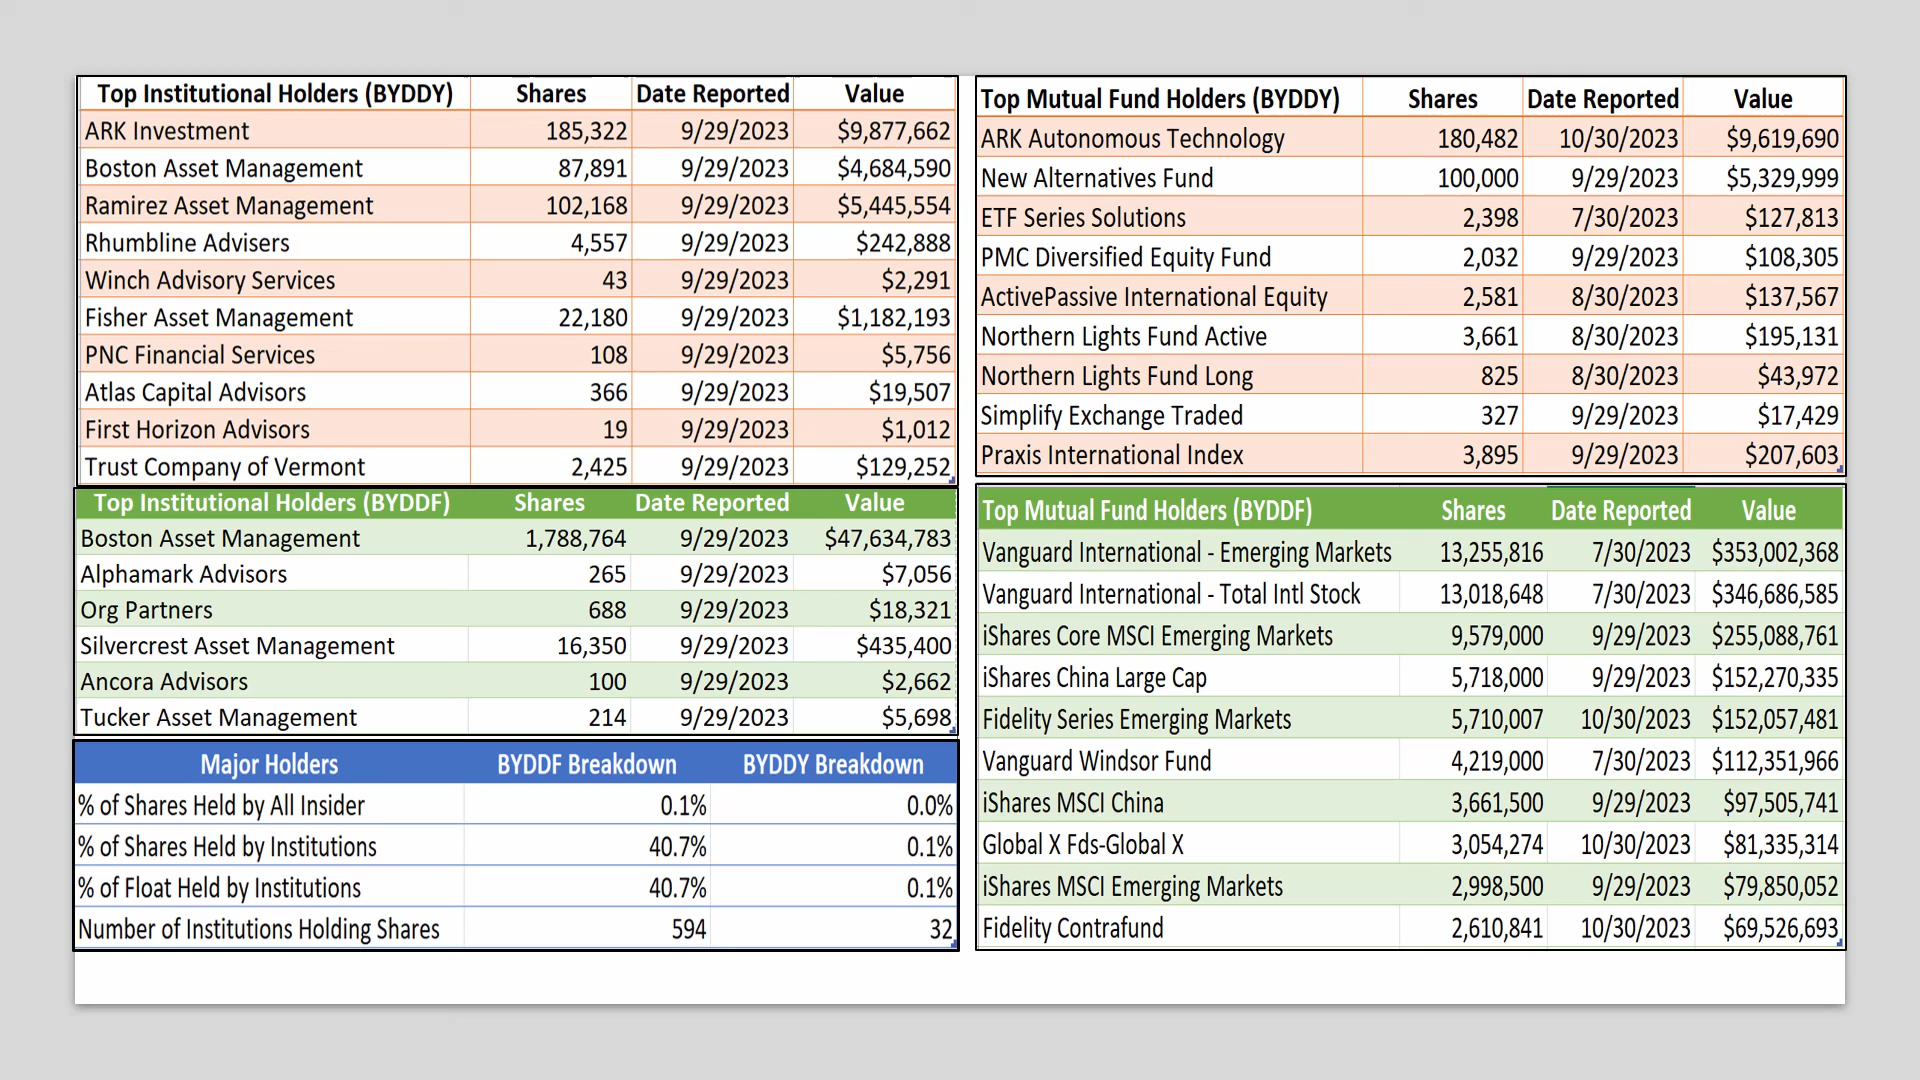 Top Institutional Holders (BYDDY) Shares Date Reported Value
ARK Investment 185,322 9/29/2023 $9,877,662
Boston Asset Management 87,891 9/29/2023 $4,684,590
Ramirez Asset Management 102,168 9/29/2023 $5,445,554
Rhumbline Advisers 4,557 9/29/2023 $242,888
Winch Advisory Services 43 9/29/2023 $2,291
Fisher Asset Management 22,180 9/29/2023 $1,182,193
PNC Financial Services 108 9/29/2023 $5,756
Atlas Capital Advisors 366 9/29/2023 $19,507
First Horizon Advisors 19 9/29/2023 $1,012
Trust Company of Vermont 2,425 9/29/2023 $129,252
Top Institutional Holders (BYDDF) Shares Date Reported Value
Boston Asset Management 1,788,764 9/29/2023 $47,634,783
Alphamark Advisors 265 9/29/2023 $7,056
Org Partners 688 9/29/2023 $18,321
Silvercrest Asset Management 16,350 9/29/2023 $435,400
Ancora Advisors 100 9/29/2023 $2,662
Tucker Asset Management 214 9/29/2023 $5,698
Major Holders BYDDF Breakdown BYDDY Breakdown
% of Shares Held by All Insider 0.1% 0.0%
% of Shares Held by Institutions 40.7% 0.1%
% of Float Held by Institutions 40.7% 0.1%
Number of Institutions Holding Shares 594 32
Top Mutual Fund Holders (BYDDY) Shares Date Reported Value
ARK Autonomous Technology 180,482 10/30/2023 $9,619,690
New Alternatives Fund 100,000 9/29/2023 $5,329,999
ETF Series Solutions 2,398 7/30/2023 $127,813
PMC Diversified Equity Fund 2,032 9/29/2023 $108,305
ActivePassive International Equity 2,581 8/30/2023 $137,567
Northern Lights Fund Active 3,661 8/30/2023 $195,131
Northern Lights Fund Long 825 8/30/2023 $43,972
Simplify Exchange Traded 327 9/29/2023 $17,429
Praxis International Index 3,895 9/29/2023 $207,603
Top Mutual Fund Holders (BYDDF) Shares Date Reported Value
Vanguard International - Emerging Markets 13,255,816 7/30/2023 $353,002,368
Vanguard International - Total Intl Stock 13,018,648 7/30/2023 $346,686,585
iShares Core MSCI Emerging Markets 9,579,000 9/29/2023 $255,088,761
iShares China Large Cap 5,718,000 9/29/2023 $152,270,335
Fidelity Series Emerging Markets 5,710,007 10/30/2023 $152,057,481
Vanguard Windsor Fund 4,219,000 7/30/2023 $112,351,966
iShares MSCI China 3,661,500 9/29/2023 $97,505,741
Global X Fds-Global X 3,054,274 10/30/2023 $81,335,314
iShares MSCI Emerging Markets 2,998,500 9/29/2023 $79,850,052
Fidelity Contrafund 2,610,841 10/30/2023 $69,526,693